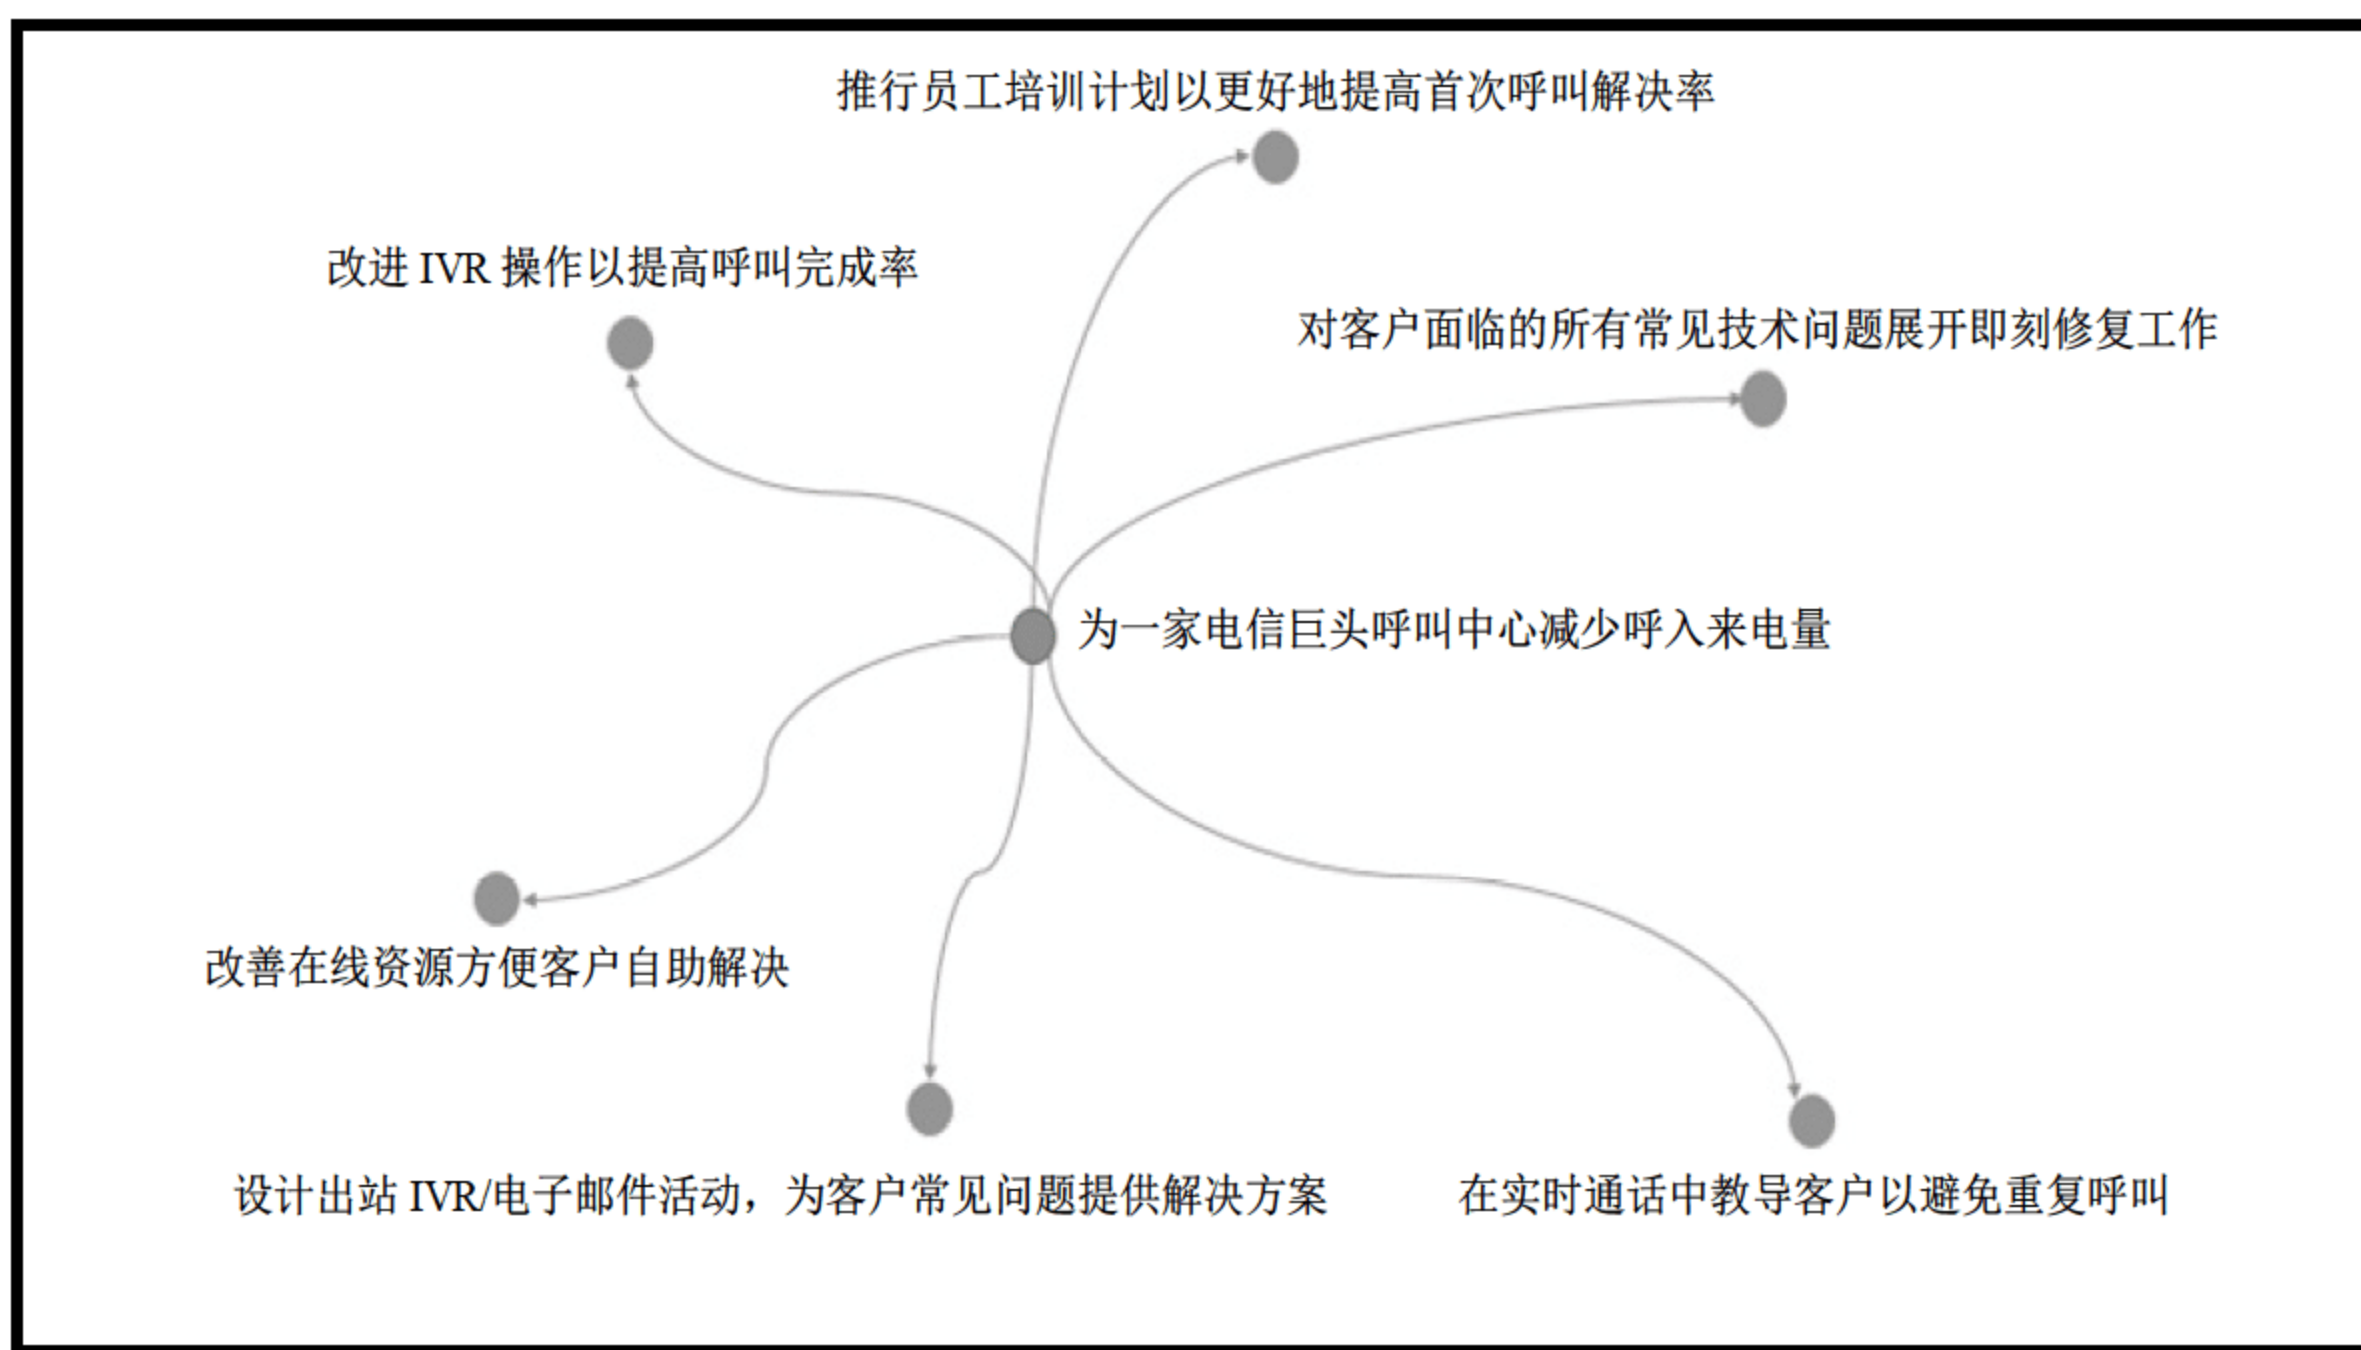 推行员工培训计划以更好地提高首次呼叫解决率
改进 IVR 操作以提高呼叫完成率
对客户面临的所有常见技术问题展开即刻修复工作
为一家电信巨头呼叫中心减少呼入来电量
改善在线资源方便客户自助解决
设计出站 IVR/电子邮件活动，为客户常见问题提供解决方案
在实时通话中教导客户以避免重复呼叫